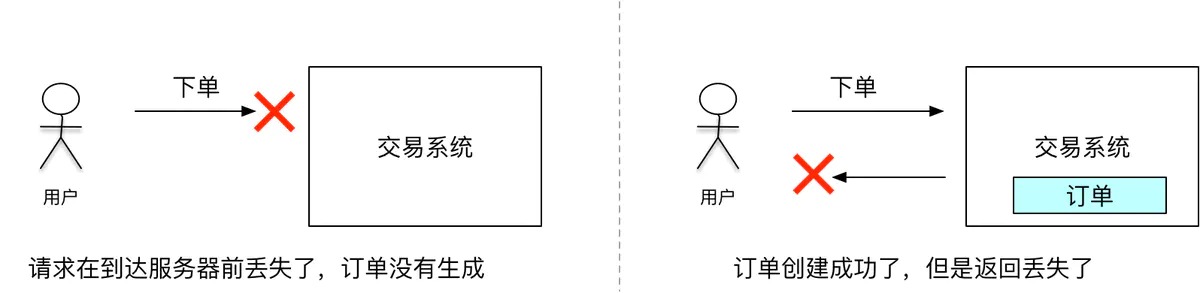 下单
交易系统
用户
请求在到达服务器前丢失了，订单没有生成
下单
交易系统
订单
用户
订单创建成功了，但是返回丢失了